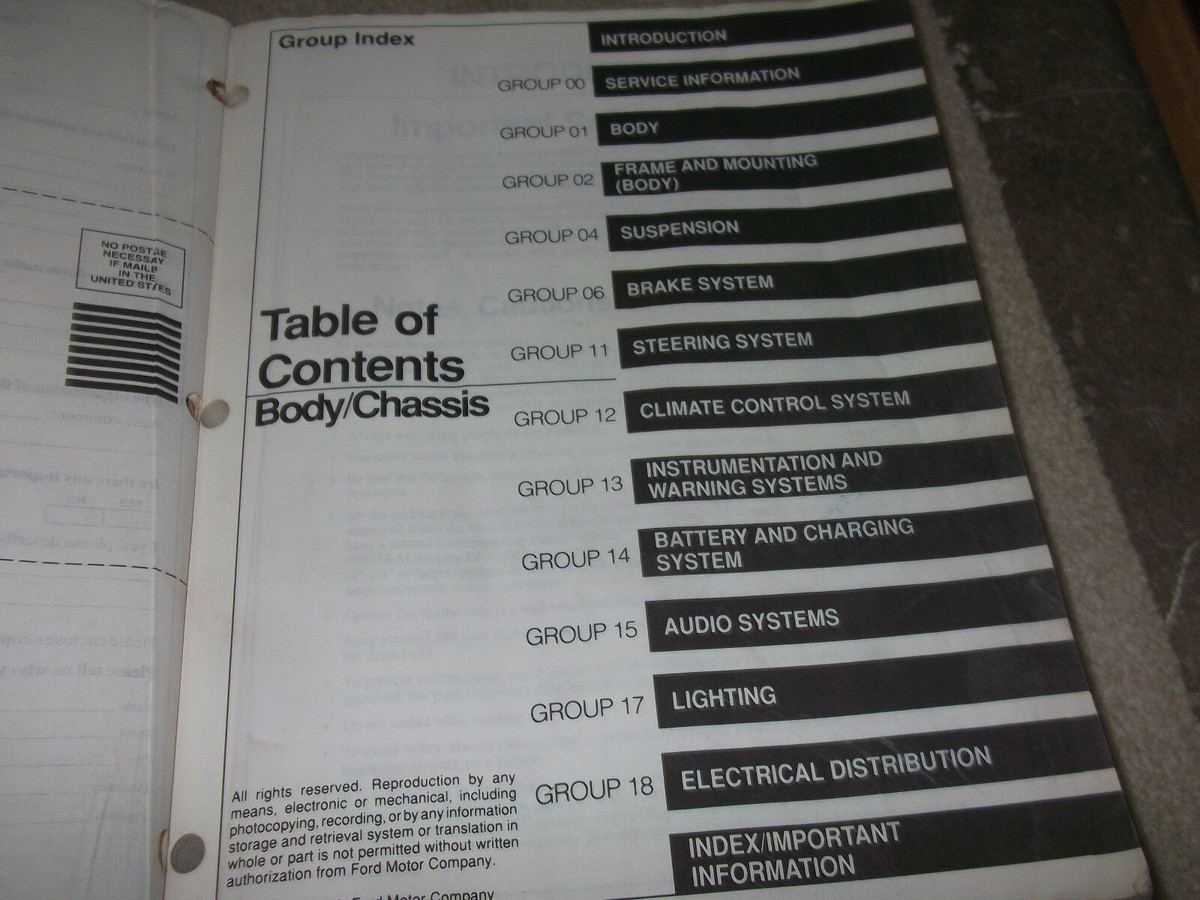 Group Index
INTRODUCTION
GROUP 00 SERVICE INFORMATION
GROUP 01 BODY
GROUP 02 FRAME AND MOUNTING
(BODY)
GROUP 04 SUSPENSION
GROUP 06 BRAKE SYSTEM
GROUP 11 STEERING SYSTEM
GROUP 12 CLIMATE CONTROL SYSTEM
GROUP 13 INSTRUMENTATION AND
WARNING SYSTEMS
GROUP 14 BATTERY AND CHARGING
SYSTEM
GROUP 15 AUDIO SYSTEMS
GROUP 17 LIGHTING
GROUP 18 ELECTRICAL DISTRIBUTION
INDEX/IMPORTANT
INFORMATION
Table of
Contents
Body/Chassis
All rights reserved. Reproduction by any
means, electronic or mechanical, including
photocopying, recording, or by any information
storage and retrieval system or translation in
whole or part is not permitted without written
authorization from Ford Motor Company.
Ford Motor Company
NO POSTAGE
NECESSARY
IF MAILED
IN THE
UNITED STATES